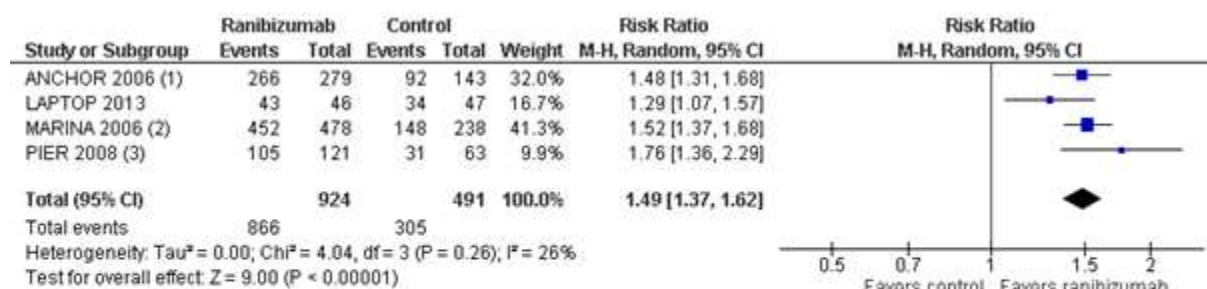 Ranibizumab Control Risk Ratio Risk Ratio
Study or Subgroup Events Total Events Total Weight M-H, Random, 95% CI M-H, Random, 95% CI
ANCHOR 2006 (1) 266 279 92 143 32.0% 1.48 [1.31, 1.68]
LAPTOP 2013 43 46 34 47 16.7% 1.29 [1.07, 1.57]
MARINA 2006 (2) 452 478 148 238 41.3% 1.52 [1.37, 1.68]
PIER 2008 (3) 105 121 31 63 9.9% 1.76 [1.36, 2.29]
Total (95% CI) 924 491 100.0% 1.49 [1.37, 1.62]
Total events 866 305
Heterogeneity: Tau² = 0.00; Chi² = 4.04, df = 3 (P = 0.26); I² = 26%
Test for overall effect: Z = 9.00 (P < 0.00001)
0.5 0.7 1 1.5 2
Favors control Favors ranibizumab